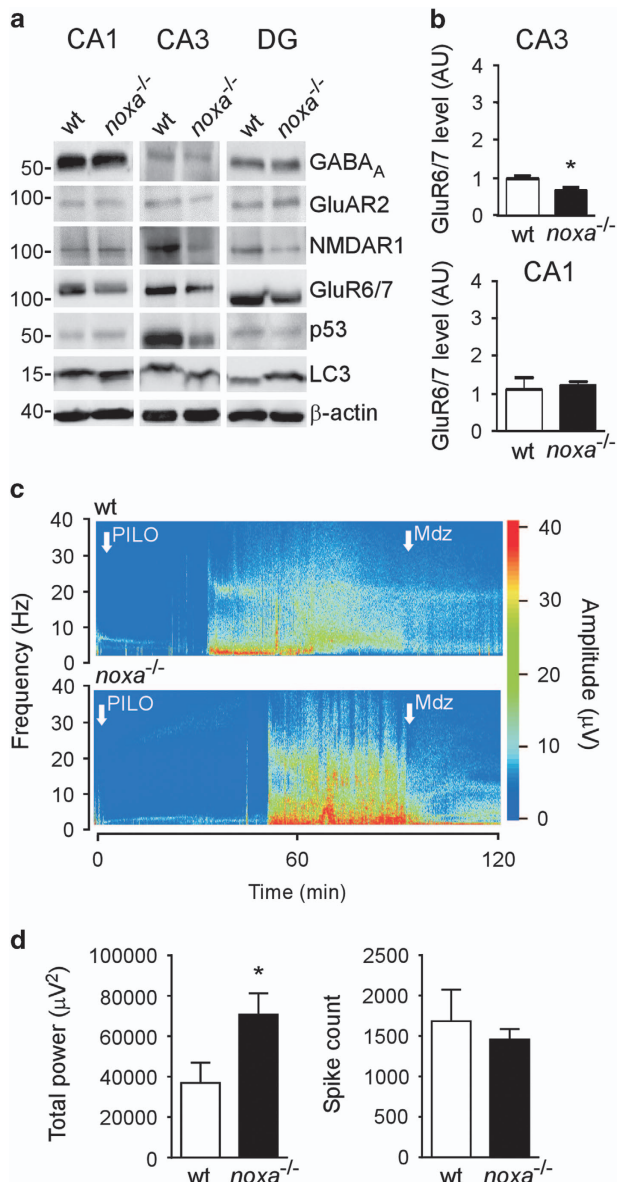 a
CA1 CA3 DG
wt noxa-/- wt noxa-/- wt noxa-/-
50- GABAA
100- GluAR2
100- NMDAR1
100- GluR6/7
50- p53
15- LC3
40- β-actin
b
CA3
GluR6/7 level (AU)
4
3
2
1
0
*
wt noxa-/-
CA1
GluR6/7 level (AU)
4
3
2
1
0
wt noxa-/-
c
wt
PILO Mdz
40
30
20
10
0
noxa-/-
PILO Mdz
40
30
20
10
0
Frequency (Hz)
0 60 120
Time (min)
40
30
20
10
0
Amplitude (μV)
d
Total power (μV2)
100000
80000
60000
40000
20000
0
*
wt noxa-/-
Spike count
2500
2000
1500
1000
500
0
wt noxa-/-